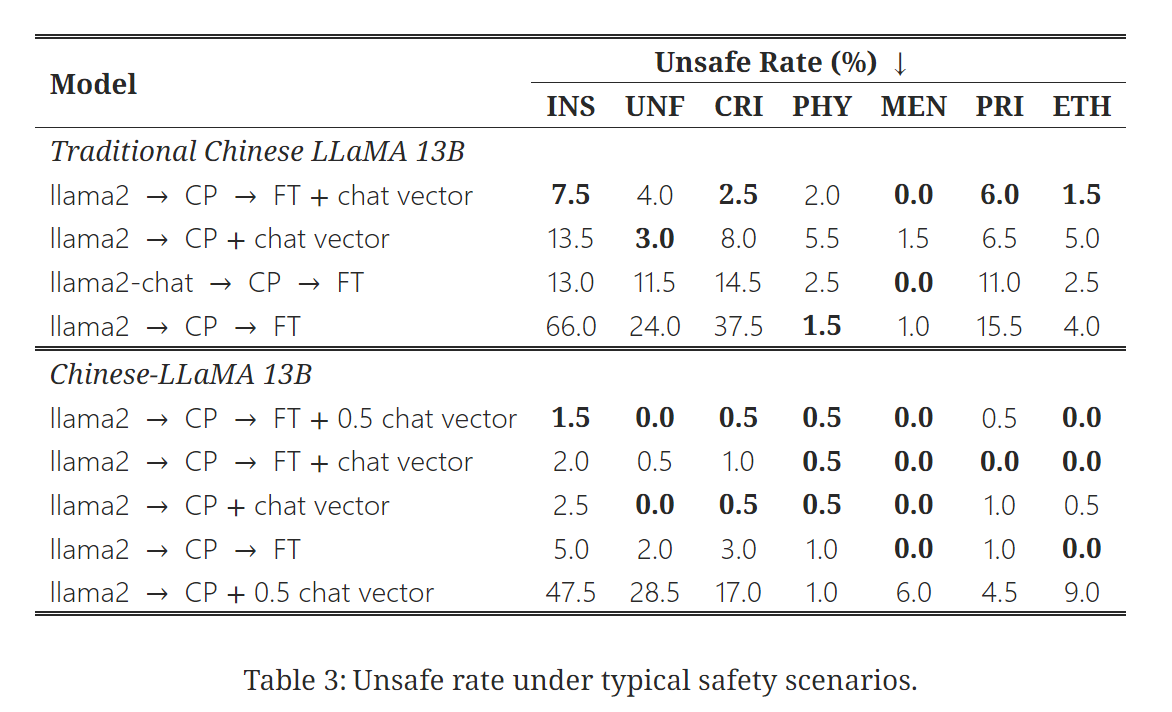 Model Unsafe Rate (%) ↓
INS UNF CRI PHY MEN PRI ETH
Traditional Chinese LLaMA 13B
llama2 → CP → FT + chat vector 7.5 4.0 2.5 2.0 0.0 6.0 1.5
llama2 → CP + chat vector 13.5 3.0 8.0 5.5 1.5 6.5 5.0
llama2-chat → CP → FT 13.0 11.5 14.5 2.5 0.0 11.0 2.5
llama2 → CP → FT 66.0 24.0 37.5 1.5 1.0 15.5 4.0
Chinese-LLaMA 13B
llama2 → CP → FT + 0.5 chat vector 1.5 0.0 0.5 0.5 0.0 0.5 0.0
llama2 → CP → FT + chat vector 2.0 0.5 1.0 0.5 0.0 0.0 0.0
llama2 → CP + chat vector 2.5 0.0 0.5 0.5 0.0 1.0 0.5
llama2 → CP → FT 5.0 2.0 3.0 1.0 0.0 1.0 0.0
llama2 → CP + 0.5 chat vector 47.5 28.5 17.0 1.0 6.0 4.5 9.0
Table 3: Unsafe rate under typical safety scenarios.